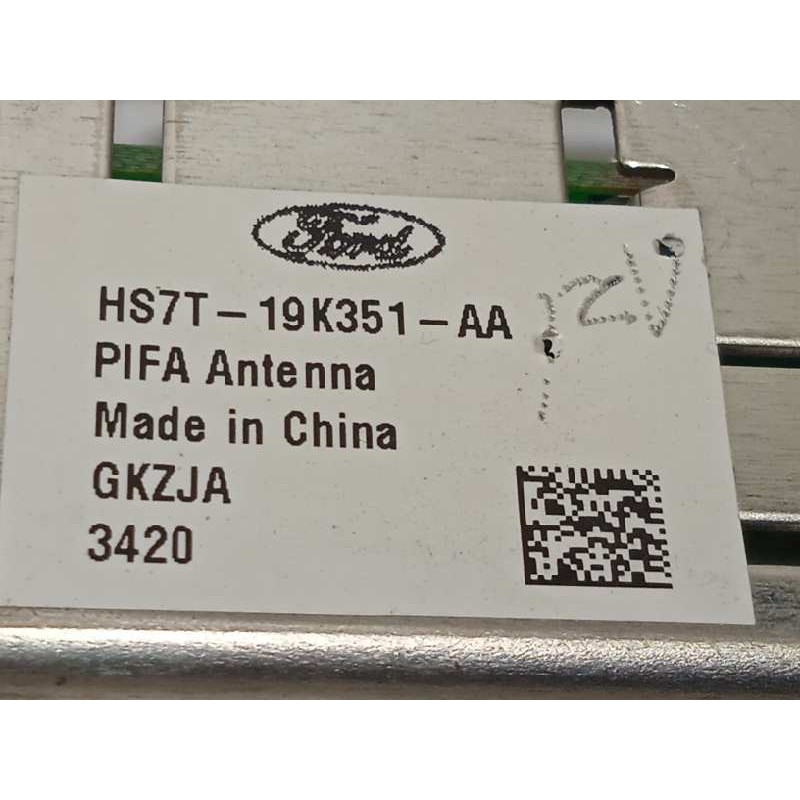 Ford
HS7T-19K351-AA
PIFA Antenna
Made in China
GKZJA
3420